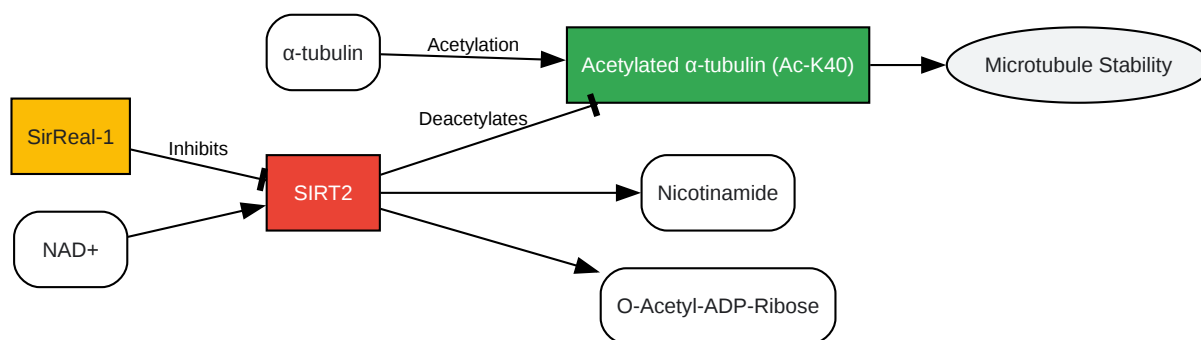 α-tubulin
Acetylation
Acetylated α-tubulin (Ac-K40)
Microtubule Stability
SirReal-1
Inhibits
Deacetylates
SIRT2
Nicotinamide
NAD+
O-Acetyl-ADP-Ribose